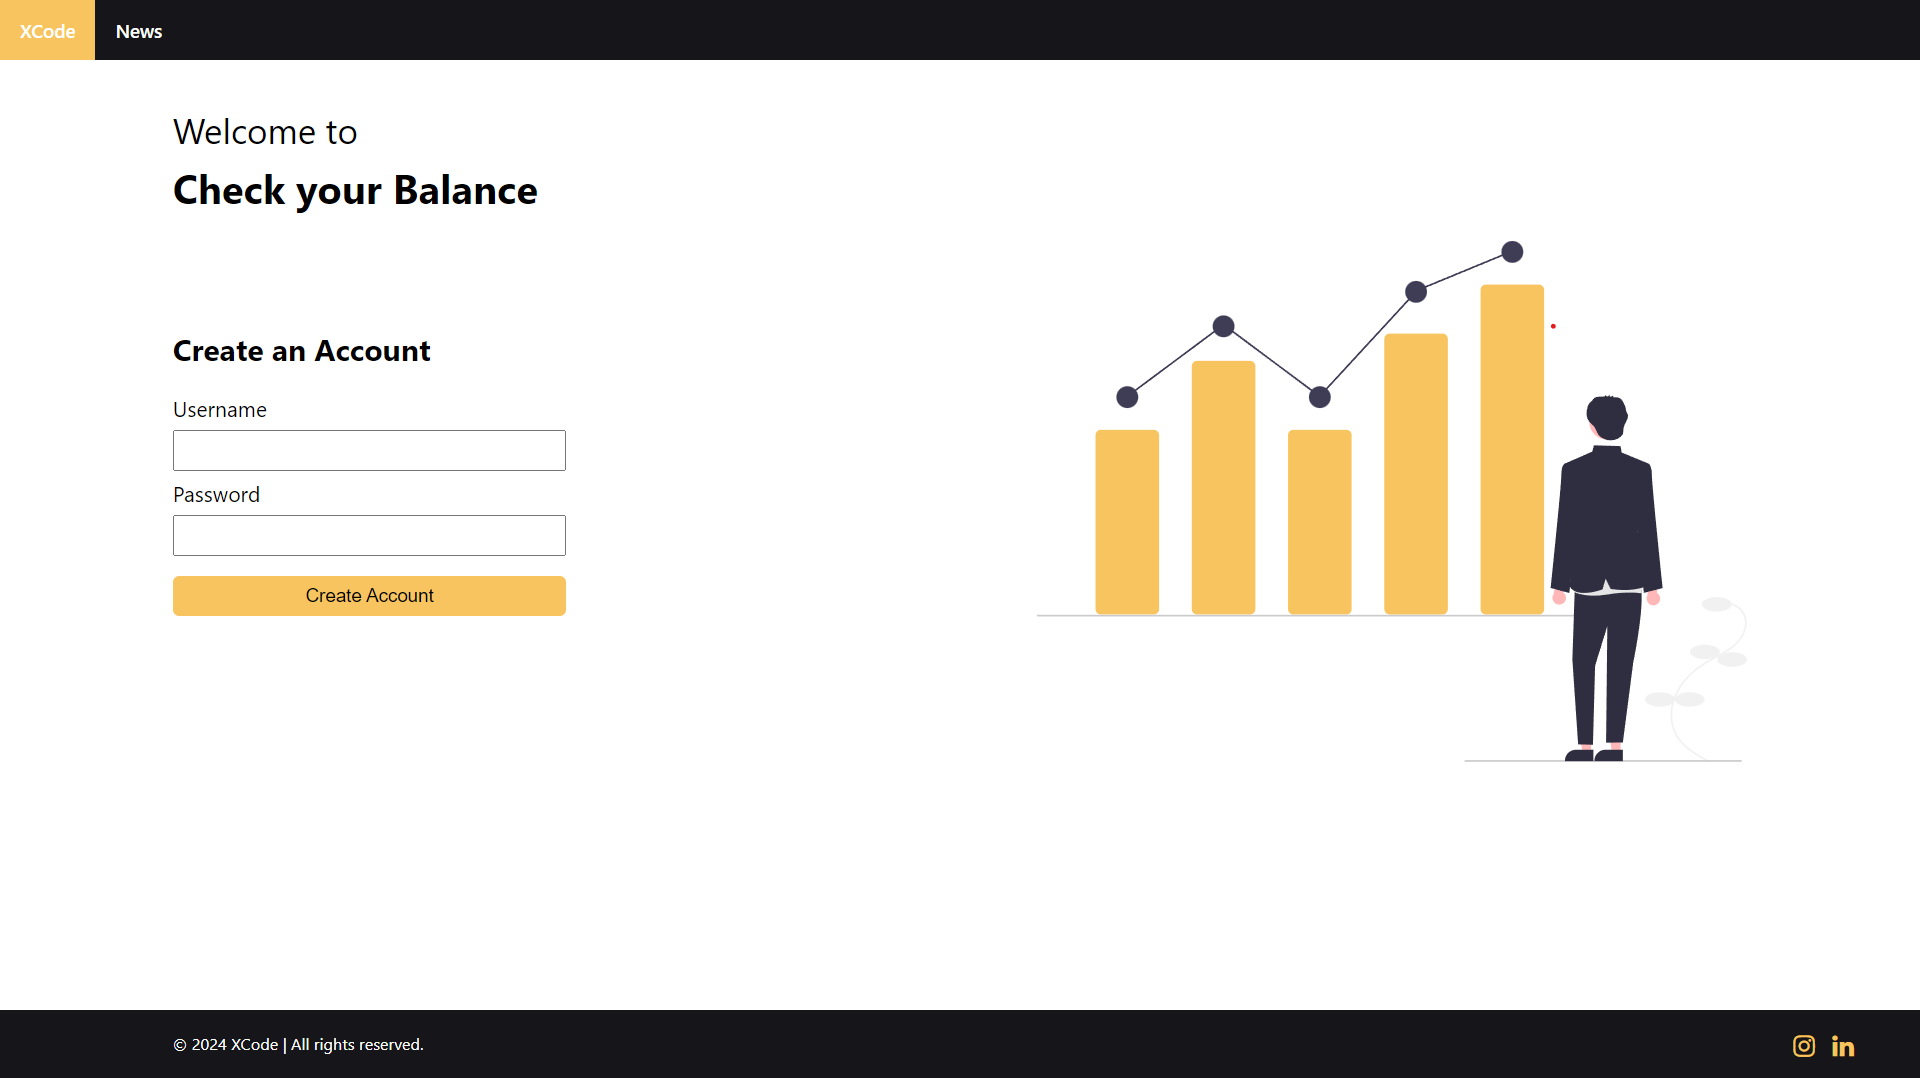 XCode News
Welcome to
Check your Balance
Create an Account
Username
Password
Create Account
© 2024 XCode | All rights reserved.